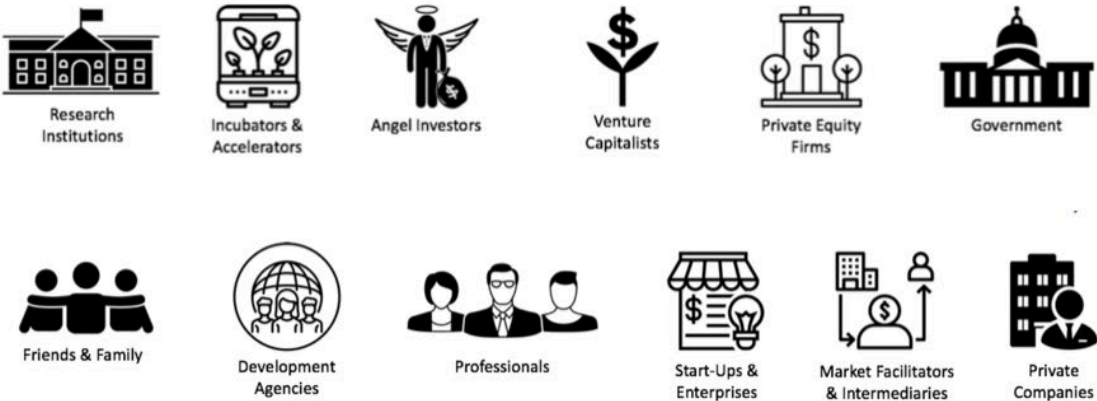 Research
Institutions
Incubators &
Accelerators
Angel Investors
Venture
Capitalists
Private Equity
Firms
Government
Friends & Family
Development
Agencies
Professionals
Start-Ups &
Enterprises
Market Facilitators
& Intermediaries
Private
Companies